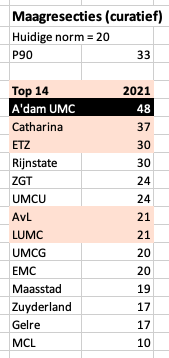 Maagresecties (curatief)
Huidige norm = 20
P90 33
Top 14 2021
A'dam UMC 48
Catharina 37
ETZ 30
Rijnstate 30
ZGT 24
UMCU 24
AvL 21
LUMC 21
UMCG 20
EMC 20
Maasstad 19
Zuyderland 17
Gelre 17
MCL 10